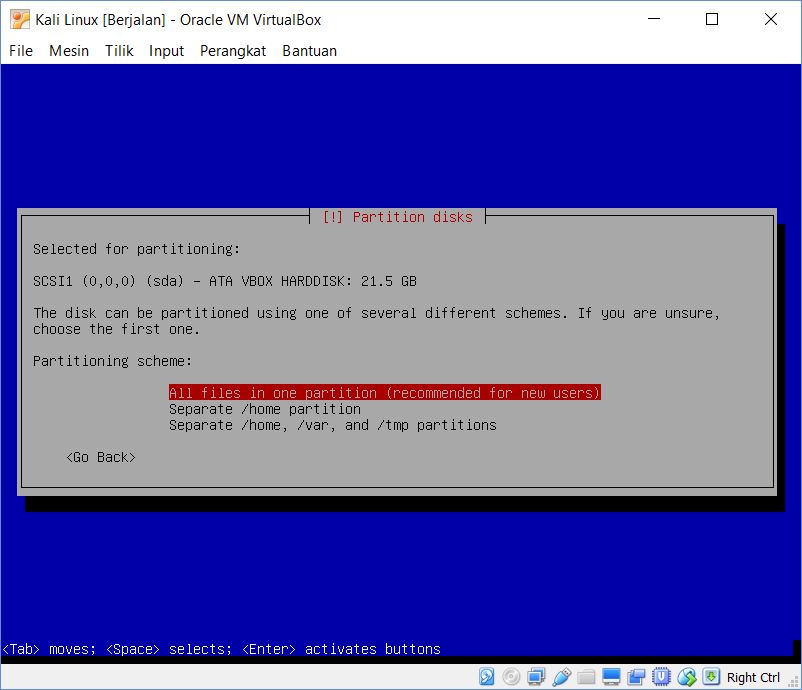 Kali Linux [Berjalan] - Oracle VM VirtualBox
File Mesin Tilik Input Perangkat Bantuan
[!] Partition disks
Selected for partitioning:
SCSI1 (0,0,0) (sda) - ATA VBOX HARDDISK: 21.5 GB
The disk can be partitioned using one of several different schemes. If you are unsure,
choose the first one.
Partitioning scheme:
All files in one partition (recommended for new users)
Separate /home partition
Separate /home, /var, and /tmp partitions
<Go Back>
<Tab> moves; <Space> selects; <Enter> activates buttons
Right Ctrl